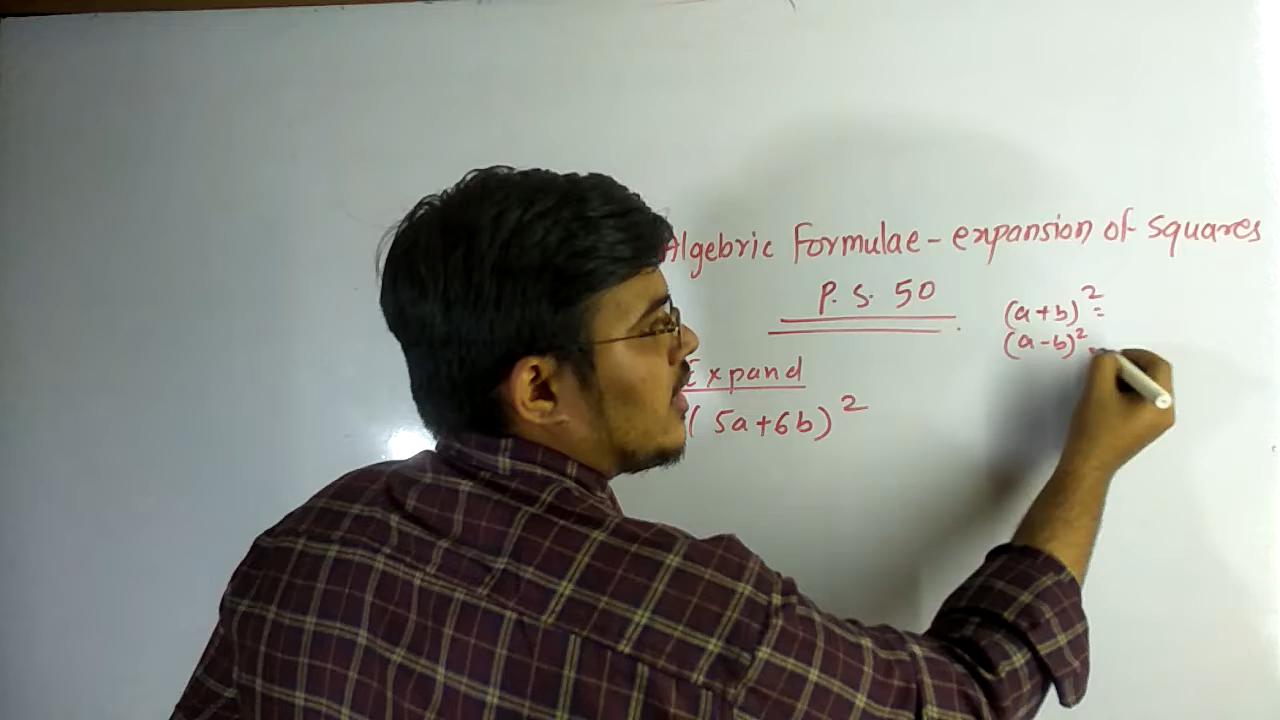 Algebric Formulae - expansion of squares
P. S. 50
(a+b)² =
(a-b)² =
Expand
(5a+6b)²